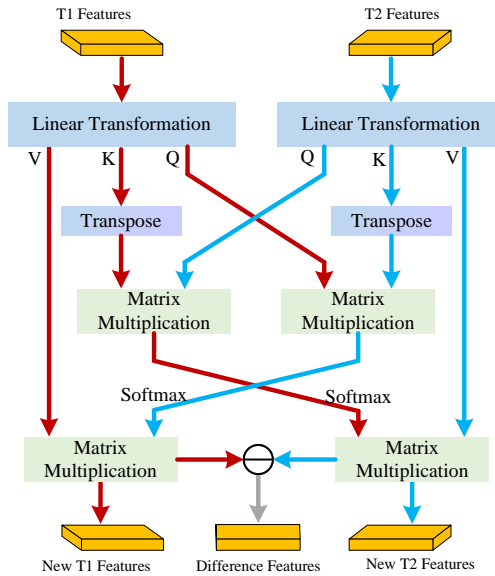 T1 Features
T2 Features
Linear Transformation
Linear Transformation
V
K
Q
Q
K
V
Transpose
Transpose
Matrix
Multiplication
Matrix
Multiplication
Softmax
Softmax
Matrix
Multiplication
Matrix
Multiplication
New T1 Features
Difference Features
New T2 Features